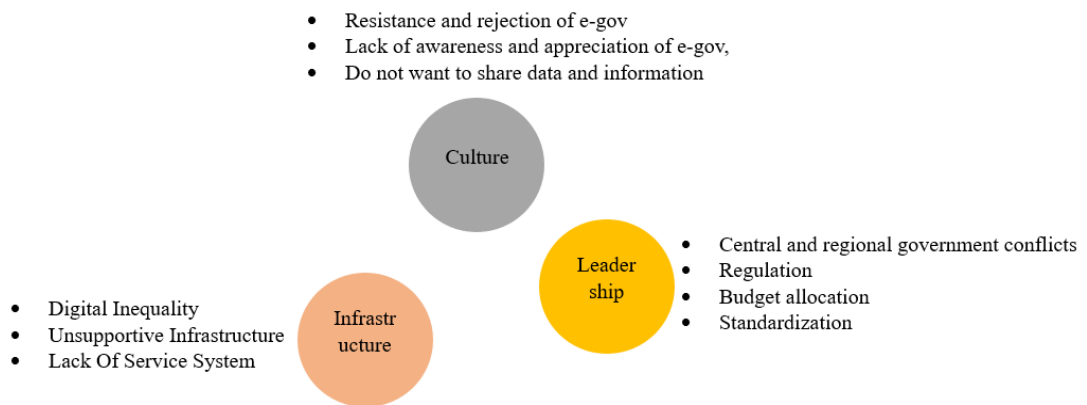 • Resistance and rejection of e-gov
• Lack of awareness and appreciation of e-gov,
• Do not want to share data and information
Culture
Leader
ship
• Central and regional government conflicts
• Regulation
• Budget allocation
• Standardization
• Digital Inequality
• Unsupportive Infrastructure
• Lack Of Service System
Infrastr
ucture